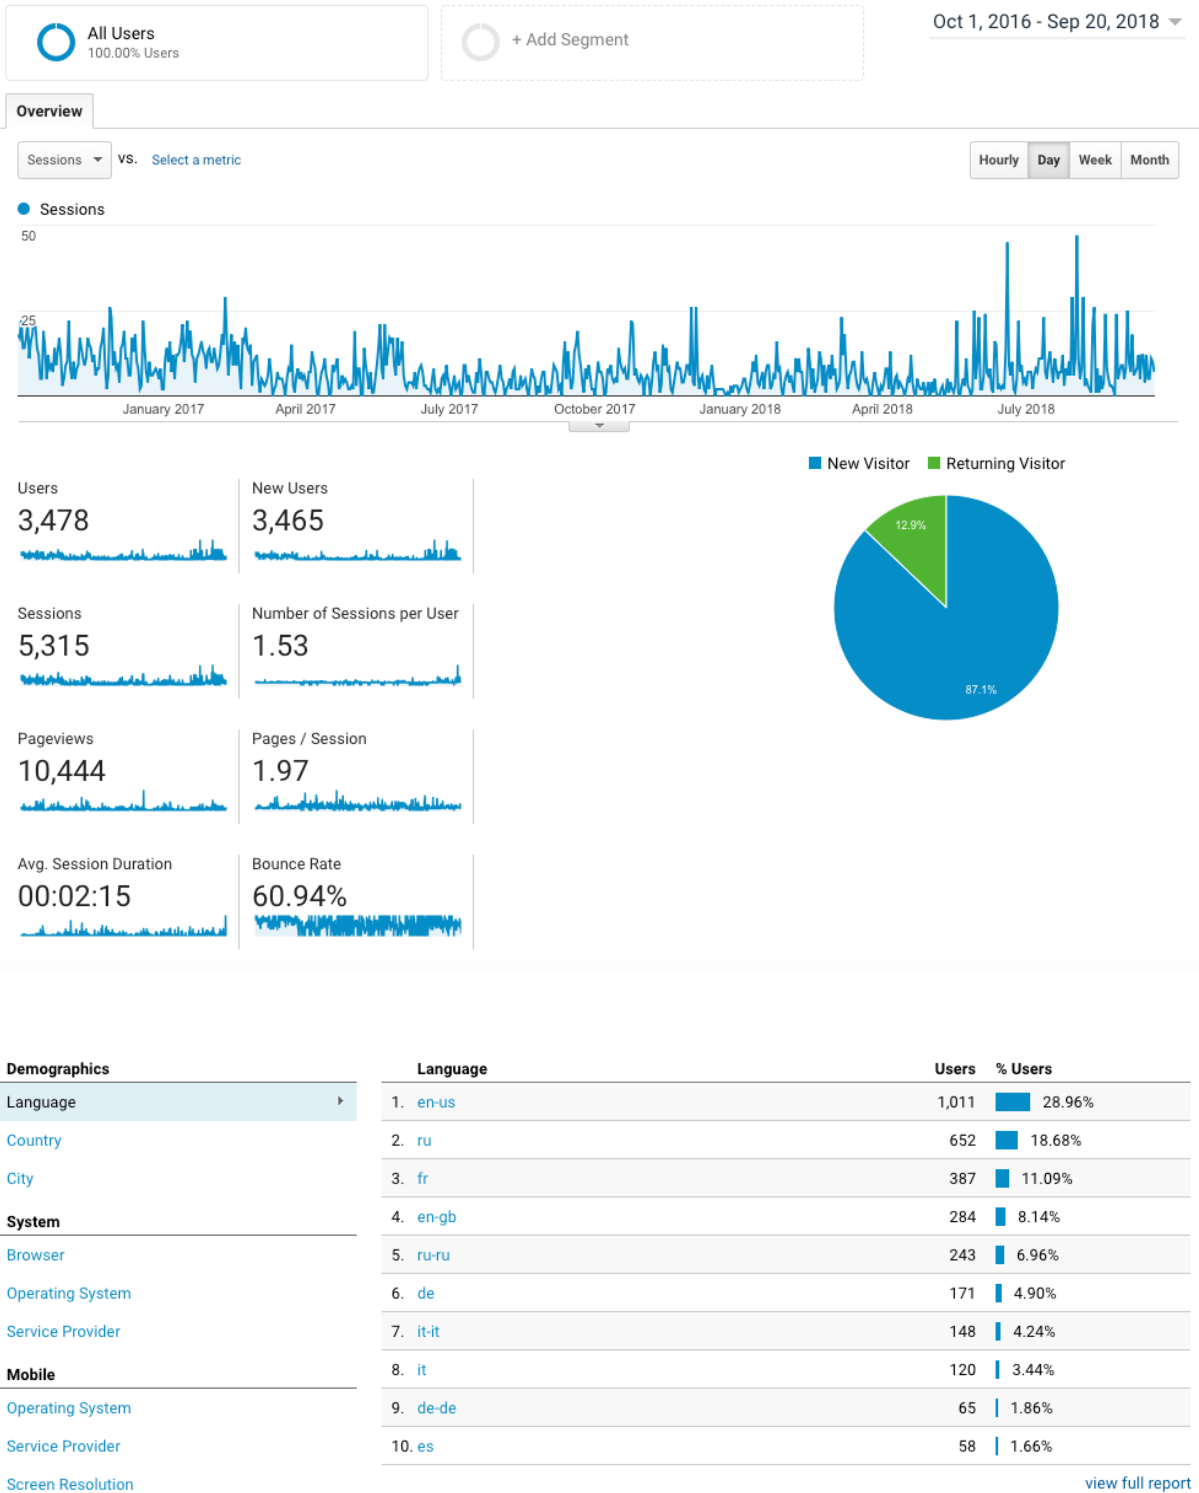 All Users
100.00% Users
+ Add Segment
Oct 1, 2016 - Sep 20, 2018
Overview
Sessions VS. Select a metric
Hourly Day Week Month
Sessions
50
25
January 2017 April 2017 July 2017 October 2017 January 2018 April 2018 July 2018
New Visitor Returning Visitor
12.9%
87.1%
Users
3,478
New Users
3,465
Sessions
5,315
Number of Sessions per User
1.53
Pageviews
10,444
Pages / Session
1.97
Avg. Session Duration
00:02:15
Bounce Rate
60.94%
Demographics
Language
Country
City
System
Browser
Operating System
Service Provider
Mobile
Operating System
Service Provider
Screen Resolution
Language Users % Users
1. en-us 1,011 28.96%
2. ru 652 18.68%
3. fr 387 11.09%
4. en-gb 284 8.14%
5. ru-ru 243 6.96%
6. de 171 4.90%
7. it-it 148 4.24%
8. it 120 3.44%
9. de-de 65 1.86%
10. es 58 1.66%
view full report